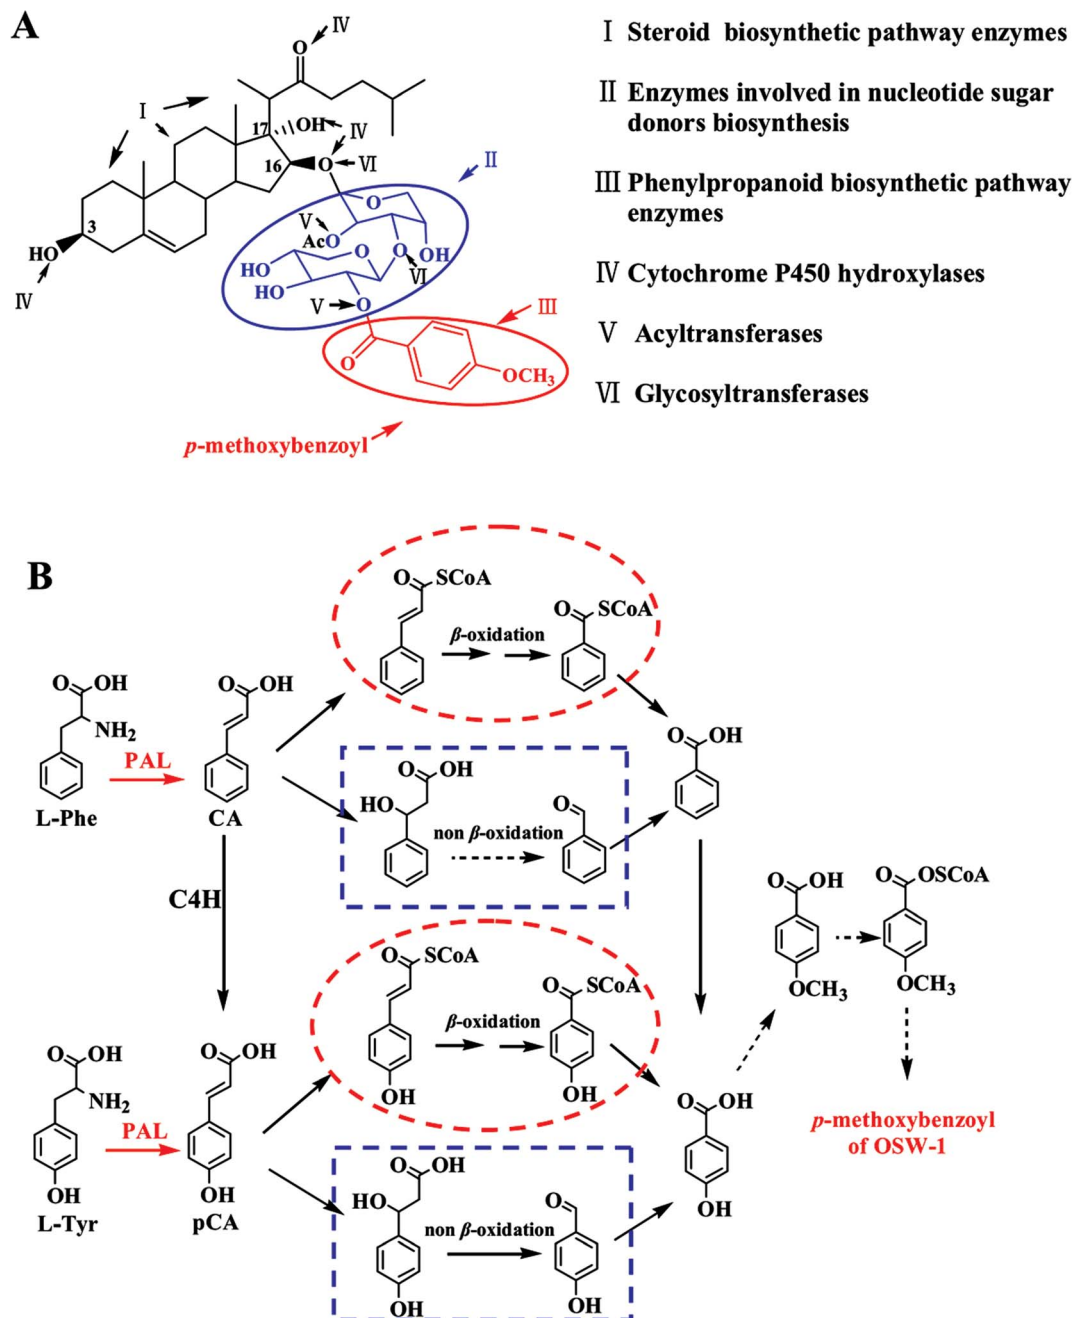 A
IV
O
I
17
OH
IV
16
O
VI
II
3
HO
IV
O
V
AcO
O
OH
VI
HO
O
HO
V
O
III
O
OCH3
p-methoxybenzoyl
I Steroid biosynthetic pathway enzymes
II Enzymes involved in nucleotide sugar
donors biosynthesis
III Phenylpropanoid biosynthetic pathway
enzymes
IV Cytochrome P450 hydroxylases
V Acyltransferases
VI Glycosyltransferases
B
O SCoA
β-oxidation
O SCoA
O OH
NH2
PAL
L-Phe
O OH
CA
O OH
HO
non β-oxidation
O
O OH
C4H
O SCoA
β-oxidation
O SCoA
OH
OH
O OH
NH2
PAL
OH
L-Tyr
O OH
OH
pCA
O OH
HO
non β-oxidation
O
OH
OH
O OH
OH
O OH
OCH3
O OSCoA
OCH3
p-methoxybenzoyl
of OSW-1